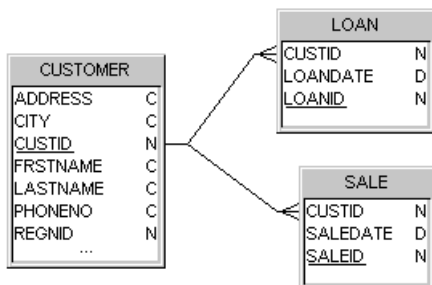 CUSTOMER
ADDRESS C
CITY C
CUSTID N
FRSTNAME C
LASTNAME C
PHONENO C
REGNID N
...
LOAN
CUSTID N
LOANDATE D
LOANID N
SALE
CUSTID N
SALEDATE D
SALEID N